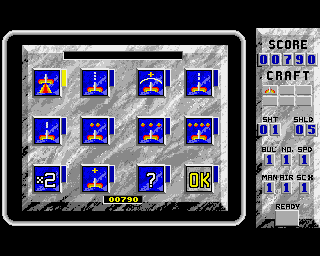 SCORE
00790
CRAFT
SHT SHLD
01 05
BUL NO. SPD
1 1 1
MAN AIR SCX
1 1 1
×2 ? OK
READY
00790